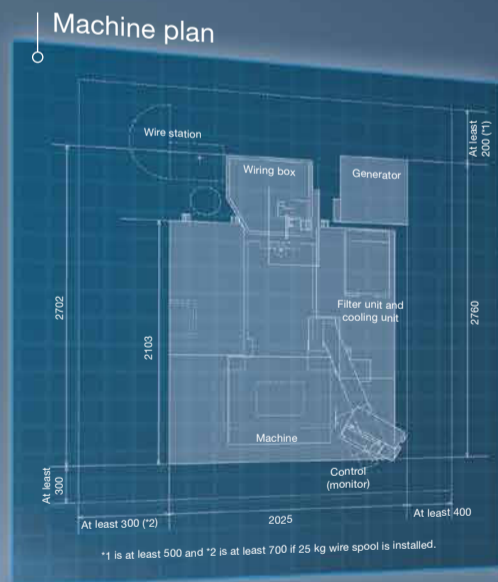 Machine plan
At least
200 (*1)
Wire station
Wiring box
Generator
Filter unit and
cooling unit
2702
2103
2760
Machine
Control
(monitor)
At least
300
At least 300 (*2)
2025
At least 400
*1 is at least 500 and *2 is at least 700 if 25 kg wire spool is installed.